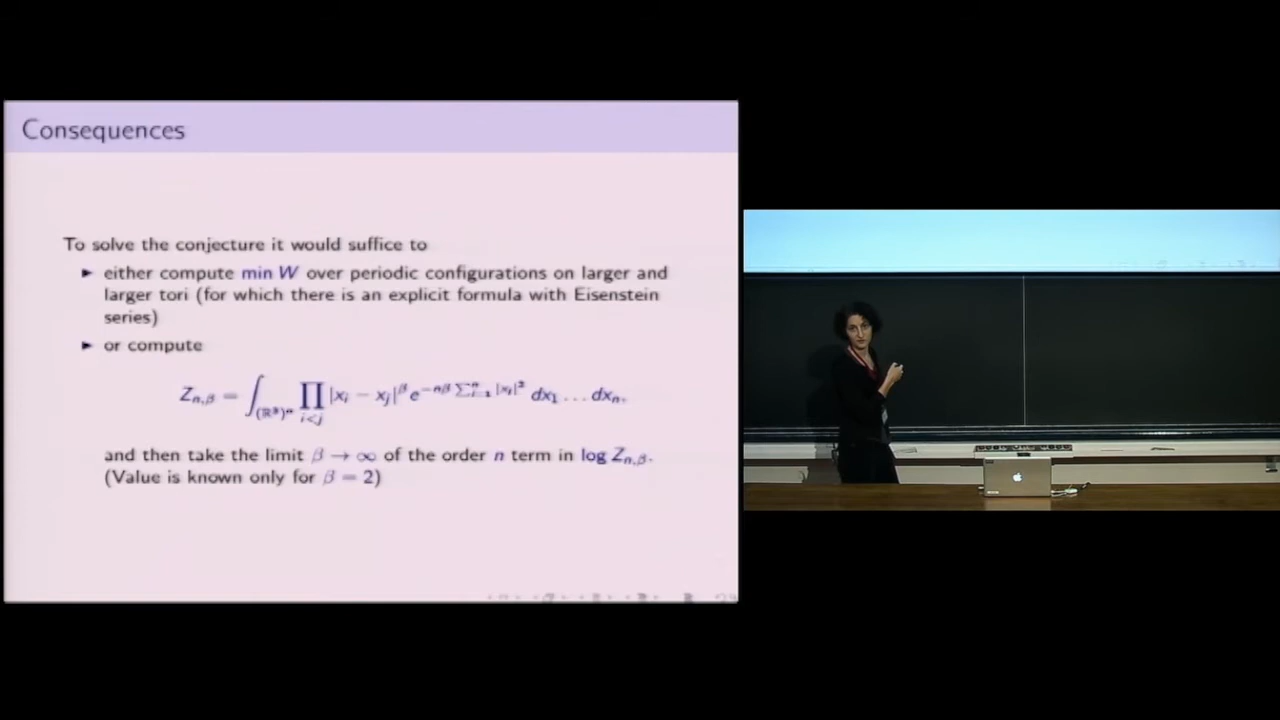 Consequences
To solve the conjecture it would suffice to
► either compute min W over periodic configurations on larger and
larger tori (for which there is an explicit formula with Eisenstein
series)
► or compute
Z_{n,β} = ∫_{(ℝ²)ⁿ} ∏_{i<j} |x_i − x_j|^β e^{−nβ ∑_{i=1}^n |x_i|²} dx_1 … dx_n.
and then take the limit β → ∞ of the order n term in log Z_{n,β}.
(Value is known only for β = 2)